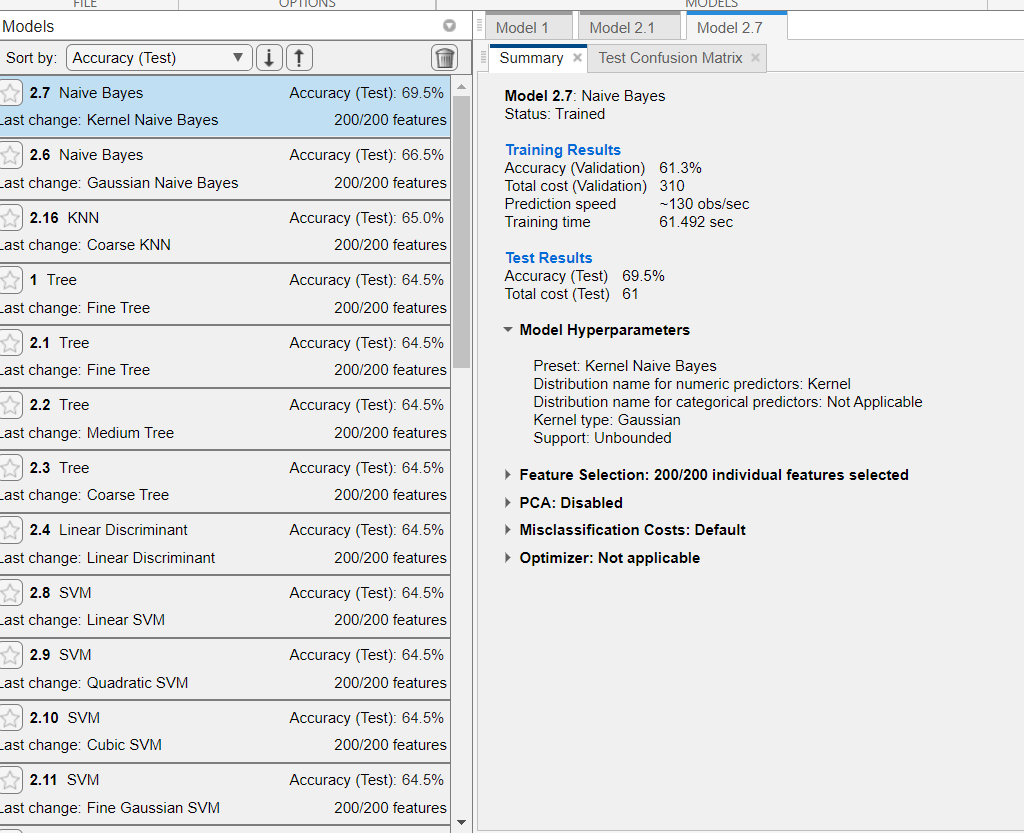 FILE OPTIONS MODELS
Models
Sort by: Accuracy (Test)
2.7 Naive Bayes Accuracy (Test): 69.5%
Last change: Kernel Naive Bayes 200/200 features
2.6 Naive Bayes Accuracy (Test): 66.5%
Last change: Gaussian Naive Bayes 200/200 features
2.16 KNN Accuracy (Test): 65.0%
Last change: Coarse KNN 200/200 features
1 Tree Accuracy (Test): 64.5%
Last change: Fine Tree 200/200 features
2.1 Tree Accuracy (Test): 64.5%
Last change: Fine Tree 200/200 features
2.2 Tree Accuracy (Test): 64.5%
Last change: Medium Tree 200/200 features
2.3 Tree Accuracy (Test): 64.5%
Last change: Coarse Tree 200/200 features
2.4 Linear Discriminant Accuracy (Test): 64.5%
Last change: Linear Discriminant 200/200 features
2.8 SVM Accuracy (Test): 64.5%
Last change: Linear SVM 200/200 features
2.9 SVM Accuracy (Test): 64.5%
Last change: Quadratic SVM 200/200 features
2.10 SVM Accuracy (Test): 64.5%
Last change: Cubic SVM 200/200 features
2.11 SVM Accuracy (Test): 64.5%
Last change: Fine Gaussian SVM 200/200 features
Model 1 Model 2.1 Model 2.7
Summary Test Confusion Matrix
Model 2.7: Naive Bayes
Status: Trained
Training Results
Accuracy (Validation) 61.3%
Total cost (Validation) 310
Prediction speed ~130 obs/sec
Training time 61.492 sec
Test Results
Accuracy (Test) 69.5%
Total cost (Test) 61
Model Hyperparameters
Preset: Kernel Naive Bayes
Distribution name for numeric predictors: Kernel
Distribution name for categorical predictors: Not Applicable
Kernel type: Gaussian
Support: Unbounded
Feature Selection: 200/200 individual features selected
PCA: Disabled
Misclassification Costs: Default
Optimizer: Not applicable